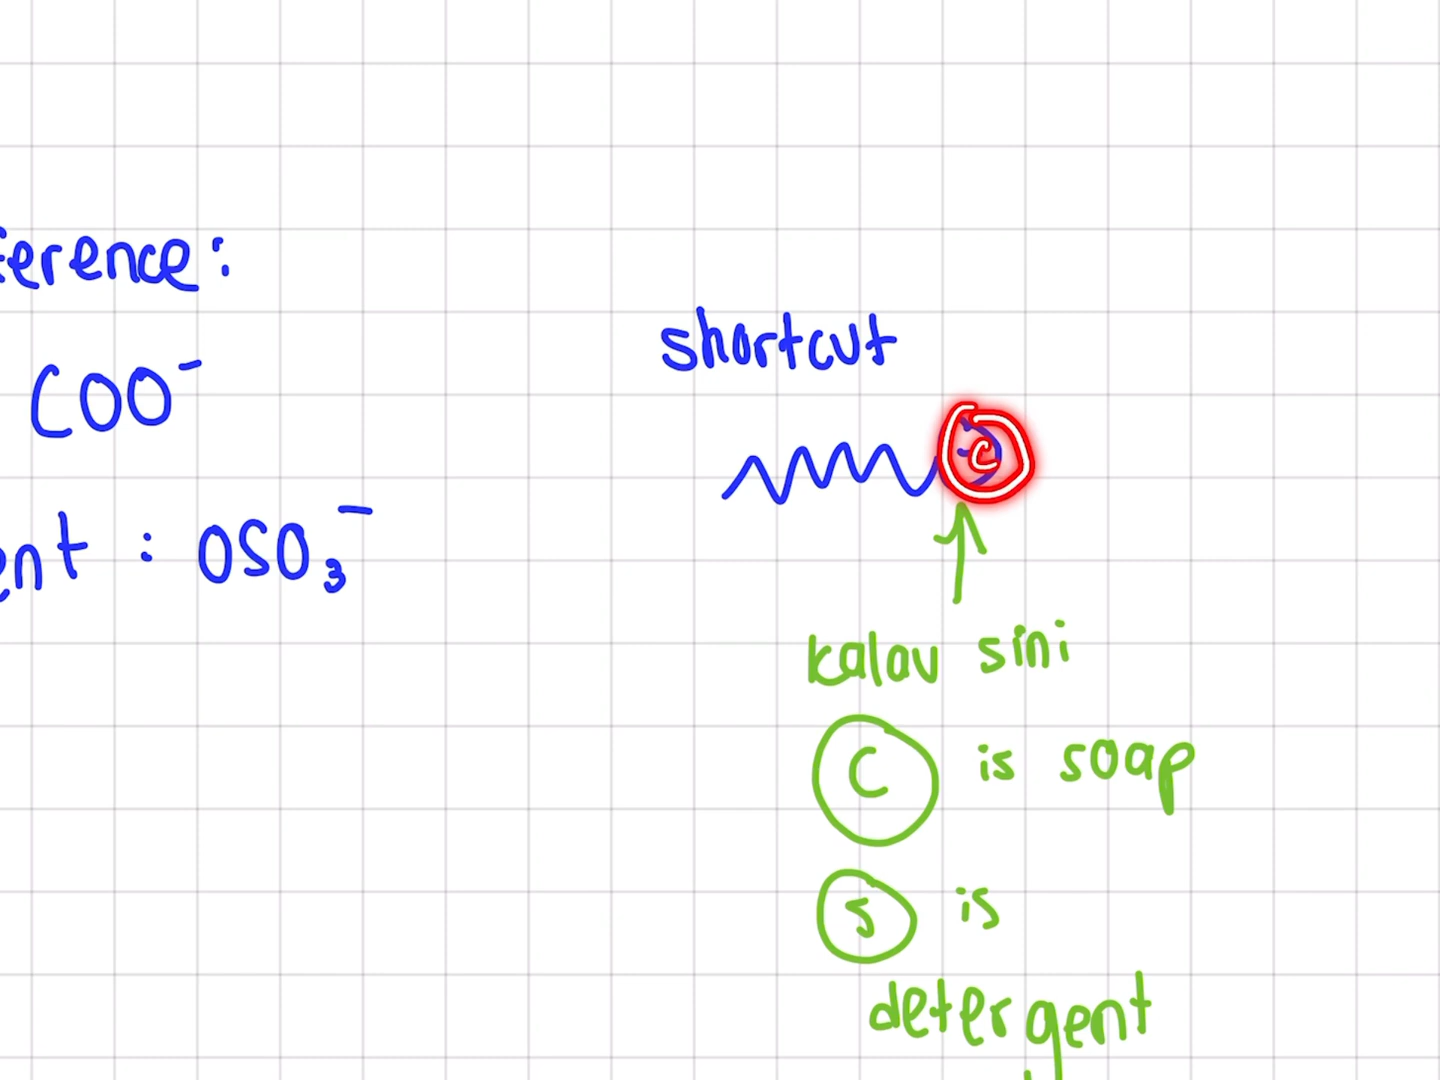 ference:
COO⁻
ent : OSO₃⁻
shortcut
C
kalau sini
C is soap
S is
detergent